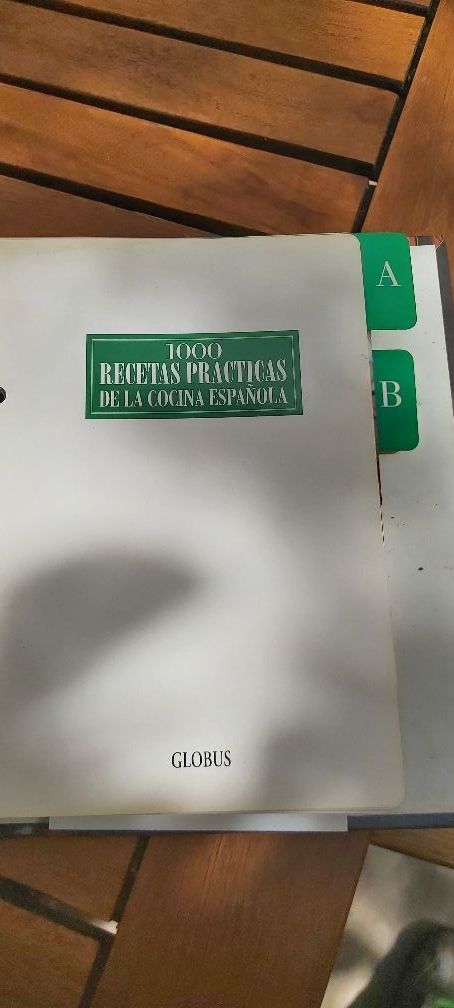 A
1000
RECETAS PRACTICAS
DE LA COCINA ESPAÑOLA
B
GLOBUS